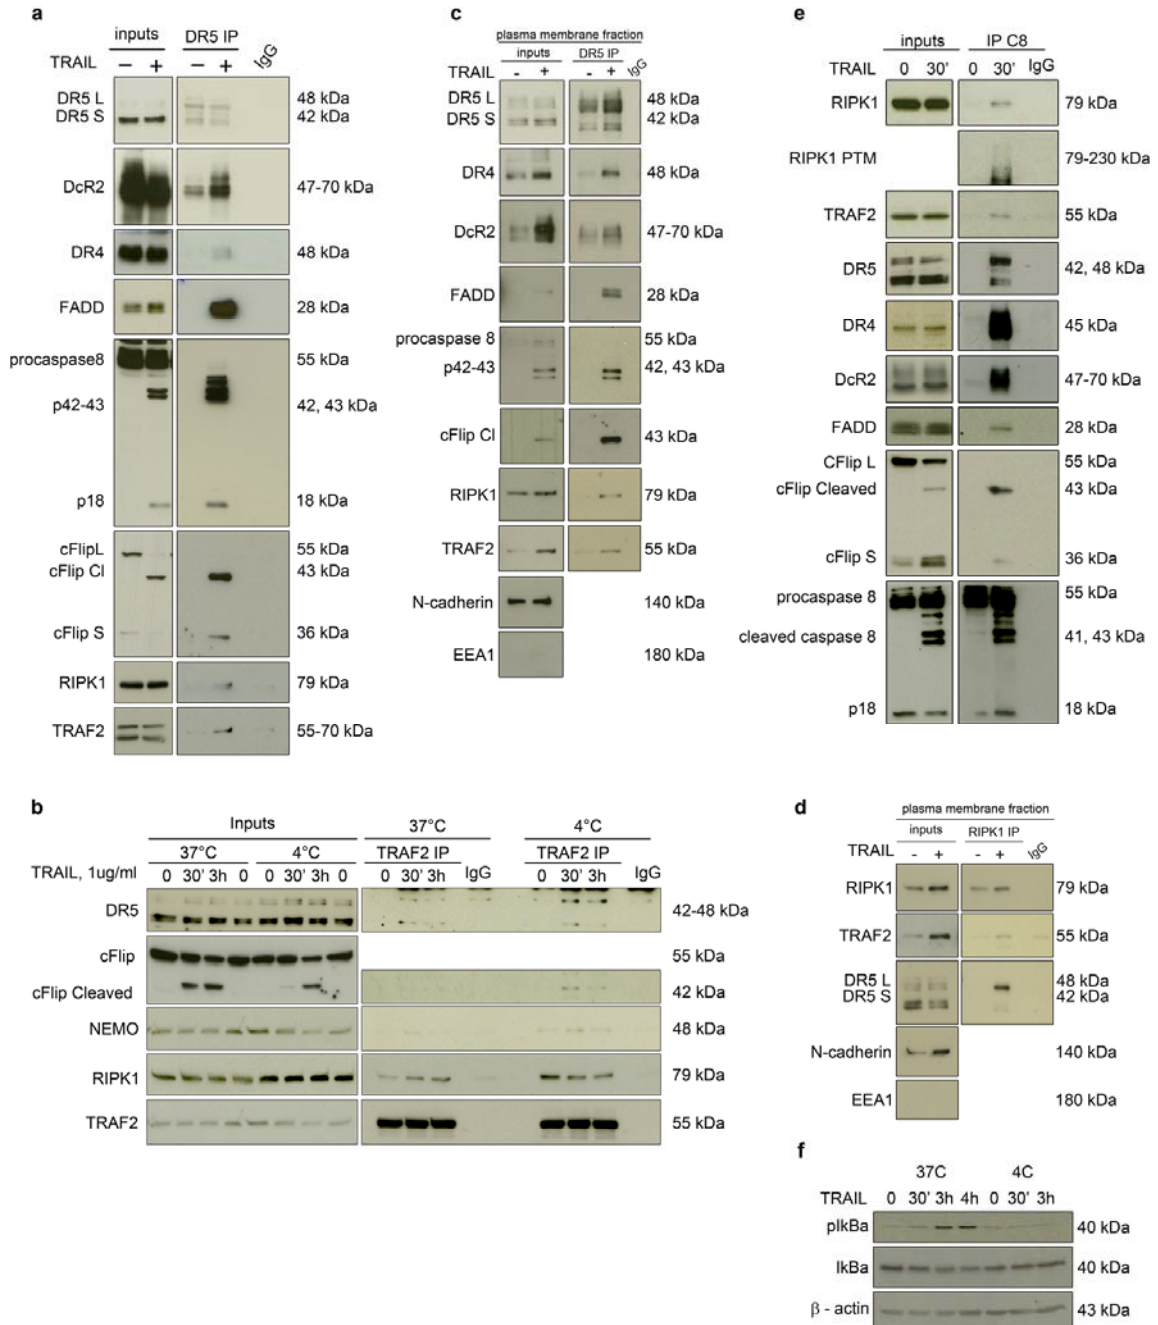 a
inputs DR5 IP IgG
TRAIL – + – +
DR5 L 48 kDa
DR5 S 42 kDa
DcR2 47-70 kDa
DR4 48 kDa
FADD 28 kDa
procaspase8 55 kDa
p42-43 42, 43 kDa
p18 18 kDa
cFlipL 55 kDa
cFlip Cl 43 kDa
cFlip S 36 kDa
RIPK1 79 kDa
TRAF2 55-70 kDa
c
plasma membrane fraction
inputs DR5 IP IgG
TRAIL - + - +
DR5 L 48 kDa
DR5 S 42 kDa
DR4 48 kDa
DcR2 47-70 kDa
FADD 28 kDa
procaspase 8 55 kDa
p42-43 42, 43 kDa
cFlip Cl 43 kDa
RIPK1 79 kDa
TRAF2 55 kDa
N-cadherin 140 kDa
EEA1 180 kDa
e
inputs IP C8
TRAIL 0 30' 0 30' IgG
RIPK1 79 kDa
RIPK1 PTM 79-230 kDa
TRAF2 55 kDa
DR5 42, 48 kDa
DR4 45 kDa
DcR2 47-70 kDa
FADD 28 kDa
CFlip L 55 kDa
cFlip Cleaved 43 kDa
cFlip S 36 kDa
procaspase 8 55 kDa
cleaved caspase 8 41, 43 kDa
p18 18 kDa
b
Inputs 37°C 4°C
37°C 4°C TRAF2 IP TRAF2 IP
TRAIL, 1ug/ml 0 30' 3h 0 0 30' 3h 0 0 30' 3h IgG 0 30' 3h IgG
DR5 42-48 kDa
cFlip 55 kDa
cFlip Cleaved 42 kDa
NEMO 48 kDa
RIPK1 79 kDa
TRAF2 55 kDa
d
plasma membrane fraction
inputs RIPK1 IP IgG
TRAIL - + - +
RIPK1 79 kDa
TRAF2 55 kDa
DR5 L 48 kDa
DR5 S 42 kDa
N-cadherin 140 kDa
EEA1 180 kDa
f
37C 4C
TRAIL 0 30' 3h 4h 0 30' 3h
pIkBa 40 kDa
IkBa 40 kDa
β - actin 43 kDa